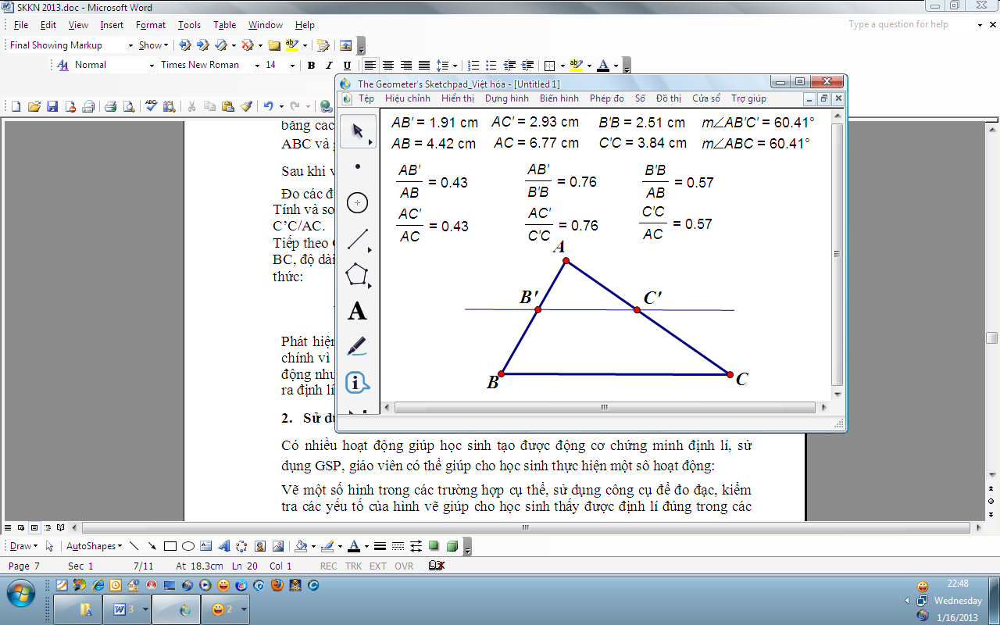 SKKN 2013.doc - Microsoft Word
File Edit View Insert Format Tools Table Window Help
Type a question for help
Final Showing Markup Show
Normal Times New Roman 14 B I U
The Geometer's Sketchpad_Việt hóa - [Untitled 1]
Tệp Hiệu chỉnh Hiển thị Dựng hình Biến hình Phép đo Số Đồ thị Cửa sổ Trợ giúp
AB' = 1.91 cm AC' = 2.93 cm B'B = 2.51 cm m∠AB'C' = 60.41°
AB = 4.42 cm AC = 6.77 cm C'C = 3.84 cm m∠ABC = 60.41°
AB'/AB = 0.43 AB'/B'B = 0.76 B'B/AB = 0.57
AC'/AC = 0.43 AC'/C'C = 0.76 C'C/AC = 0.57
A
B' C'
B C
A
bằng các
ABC và
Sau khi
Đo các
Tính và so
C'C/AC.
Tiếp theo
BC, độ dài
thức:
Phát hiện
chính vì
động
ra định lí
2. Sử
Có nhiều hoạt động giúp học sinh tạo được động cơ chứng minh định lí, sử
dụng GSP, giáo viên có thể giúp cho học sinh thực hiện một số hoạt động:
Vẽ một số hình trong các trường hợp cụ thể, sử dụng công cụ để đo đạc, kiểm
tra các yếu tố của hình vẽ giúp cho học sinh thấy được định lí đúng trong các
Draw AutoShapes
Page 7 Sec 1 7/11 At 18.3cm Ln 20 Col 1 REC TRK EXT OVR
22:48
3 2 Wednesday
1/16/2013